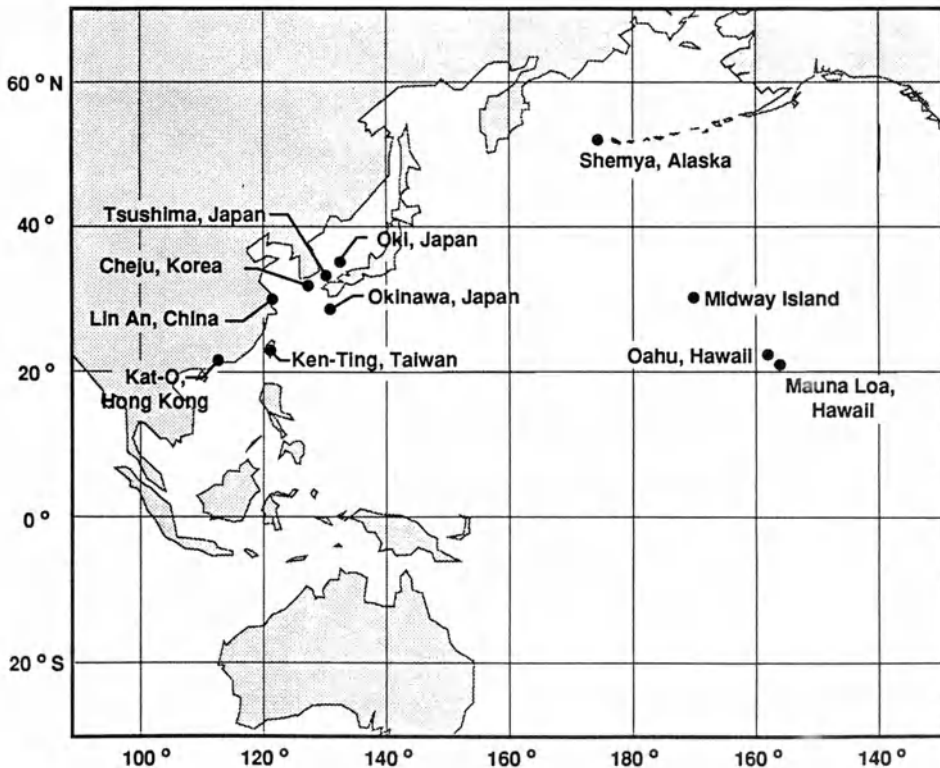 60 ° N
Shemya, Alaska
Tsushima, Japan
40 °
Oki, Japan
Cheju, Korea
Okinawa, Japan
Midway Island
Lin An, China
Ken-Ting, Taiwan
Oahu, Hawaii
Kat-O,
Hong Kong
20 °
Mauna Loa,
Hawaii
0 °
20 ° S
100 ° 120 ° 140 ° 160 ° 180 ° 160 ° 140 °